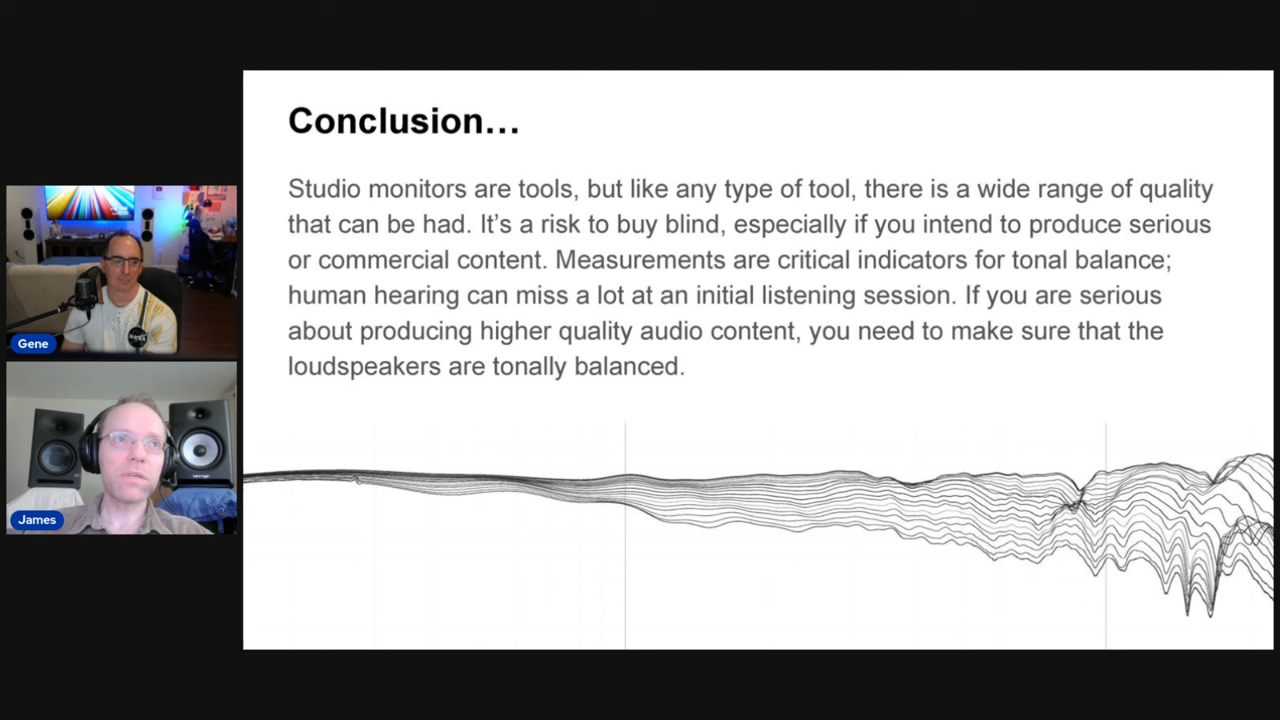 Conclusion…
Studio monitors are tools, but like any type of tool, there is a wide range of quality
that can be had. It’s a risk to buy blind, especially if you intend to produce serious
or commercial content. Measurements are critical indicators for tonal balance;
human hearing can miss a lot at an initial listening session. If you are serious
about producing higher quality audio content, you need to make sure that the
loudspeakers are tonally balanced.
Gene
James